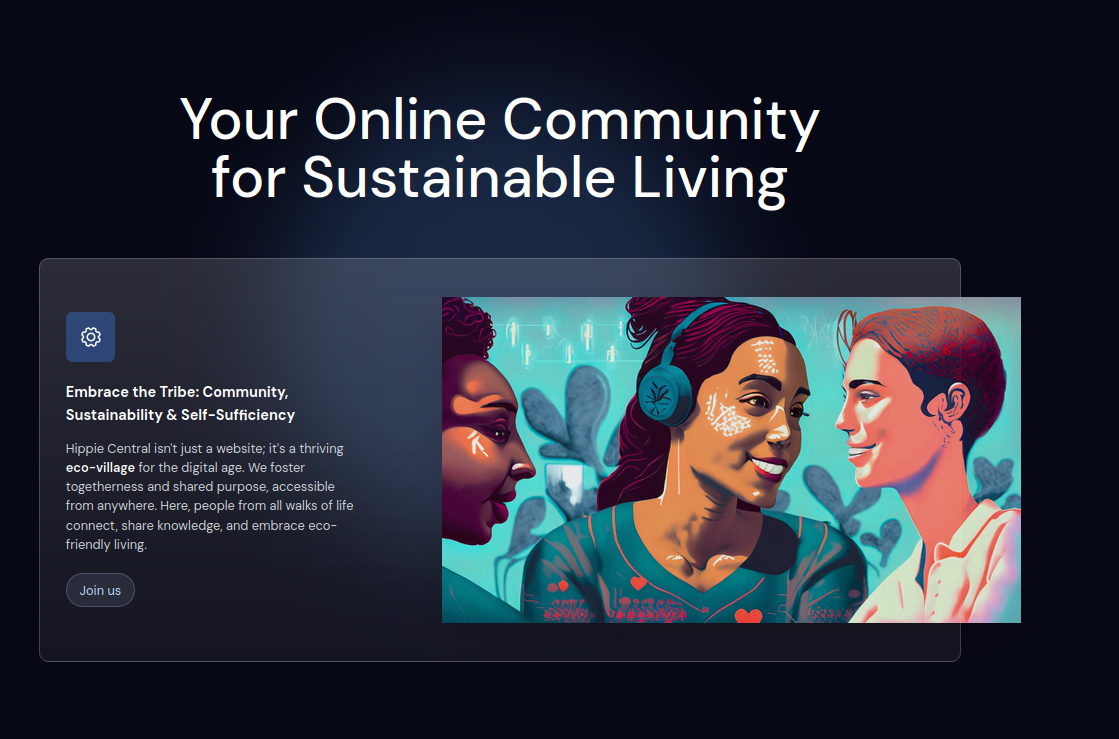 Your Online Community
for Sustainable Living
Embrace the Tribe: Community,
Sustainability & Self-Sufficiency
Hippie Central isn't just a website; it's a thriving
eco-village for the digital age. We foster
togetherness and shared purpose, accessible
from anywhere. Here, people from all walks of life
connect, share knowledge, and embrace eco-
friendly living.
Join us